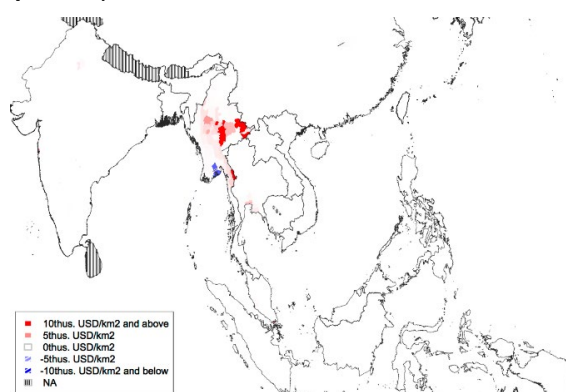 10thus. USD/km2 and above
5thus. USD/km2
0thus. USD/km2
-5thus. USD/km2
-10thus. USD/km2 and below
NA